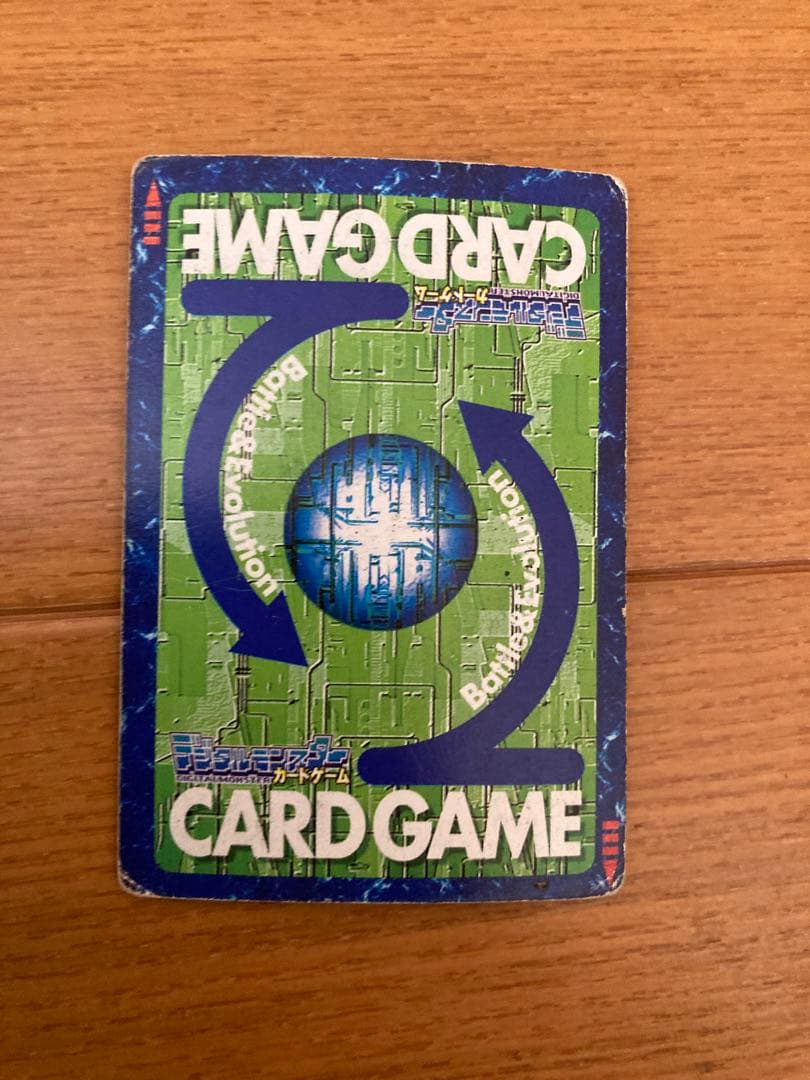 CARD GAME
デジタルモンスター
DIGITAL MONSTER
カードゲーム
Battle&Evolution
Battle&Evolution
デジタルモンスター
DIGITAL MONSTER カードゲーム
CARD GAME